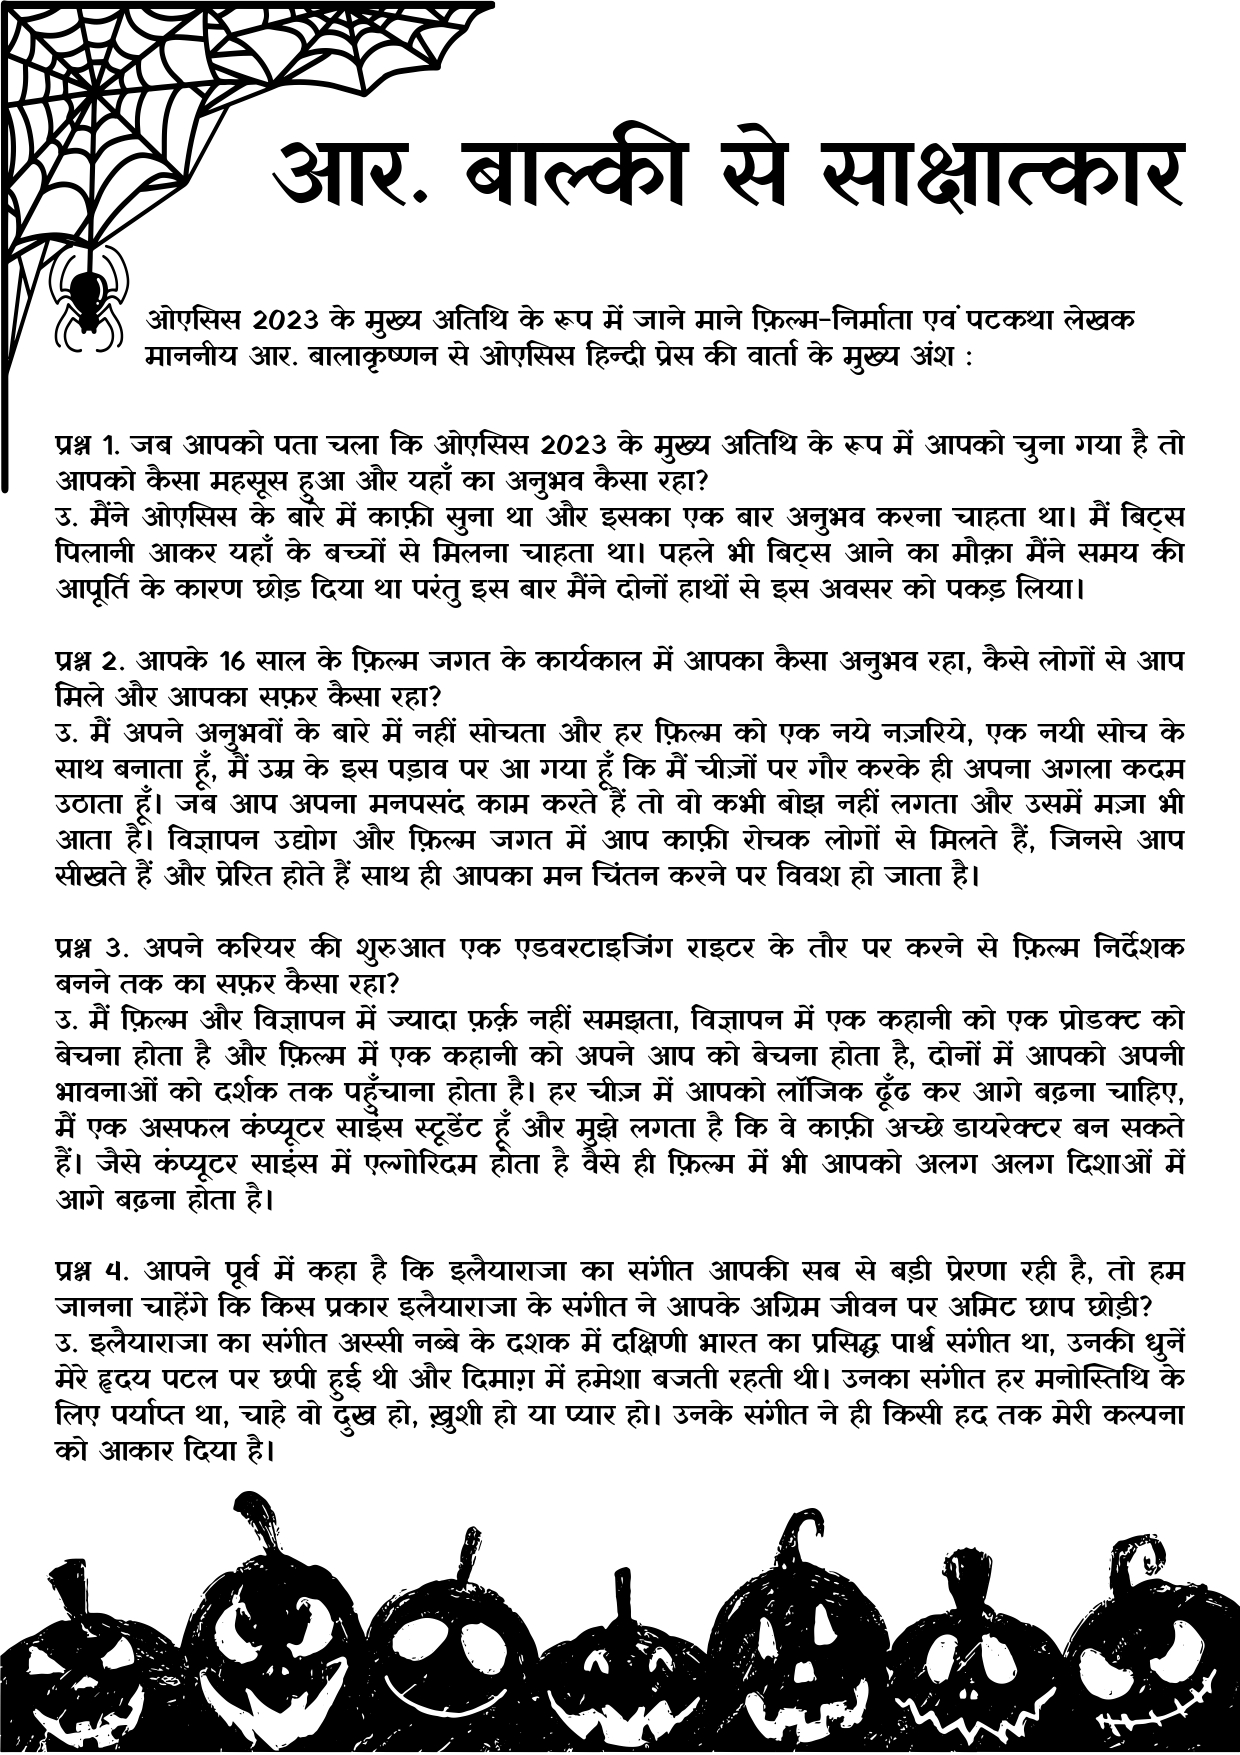 आर. बाल्की से साक्षात्कार
ओएसिस 2023 के मुख्य अतिथि के रूप में जाने माने फ़िल्म-निर्माता एवं पटकथा लेखक
माननीय आर. बालाकृष्णन से ओएसिस हिन्दी प्रेस की वार्ता के मुख्य अंश :
प्रश्न 1. जब आपको पता चला कि ओएसिस 2023 के मुख्य अतिथि के रूप में आपको चुना गया है तो
आपको कैसा महसूस हुआ और यहाँ का अनुभव कैसा रहा?
उ. मैंने ओएसिस के बारे में काफ़ी सुना था और इसका एक बार अनुभव करना चाहता था। मैं बिट्स
पिलानी आकर यहाँ के बच्चों से मिलना चाहता था। पहले भी बिट्स आने का मौक़ा मैंने समय की
आपूर्ति के कारण छोड़ दिया था परंतु इस बार मैंने दोनों हाथों से इस अवसर को पकड़ लिया।
प्रश्न 2. आपके 16 साल के फ़िल्म जगत के कार्यकाल में आपका कैसा अनुभव रहा, कैसे लोगों से आप
मिले और आपका सफ़र कैसा रहा?
उ. मैं अपने अनुभवों के बारे में नहीं सोचता और हर फ़िल्म को एक नये नज़रिये, एक नयी सोच के
साथ बनाता हूँ, मैं उम्र के इस पड़ाव पर आ गया हूँ कि मैं चीज़ों पर गौर करके ही अपना अगला कदम
उठाता हूँ। जब आप अपना मनपसंद काम करते हैं तो वो कभी बोझ नहीं लगता और उसमें मज़ा भी
आता है। विज्ञापन उद्योग और फ़िल्म जगत में आप काफ़ी रोचक लोगों से मिलते हैं, जिनसे आप
सीखते हैं और प्रेरित होते हैं साथ ही आपका मन चिंतन करने पर विवश हो जाता है।
प्रश्न 3. अपने करियर की शुरुआत एक एडवरटाइजिंग राइटर के तौर पर करने से फ़िल्म निर्देशक
बनने तक का सफ़र कैसा रहा?
उ. मैं फ़िल्म और विज्ञापन में ज्यादा फ़र्क़ नहीं समझता, विज्ञापन में एक कहानी को एक प्रोडक्ट को
बेचना होता है और फ़िल्म में एक कहानी को अपने आप को बेचना होता है, दोनों में आपको अपनी
भावनाओं को दर्शक तक पहुँचाना होता है। हर चीज़ में आपको लॉजिक ढूँढ कर आगे बढ़ना चाहिए,
मैं एक असफल कंप्यूटर साइंस स्टूडेंट हूँ और मुझे लगता है कि वे काफ़ी अच्छे डायरेक्टर बन सकते
हैं। जैसे कंप्यूटर साइंस में एल्गोरिदम होता है वैसे ही फ़िल्म में भी आपको अलग अलग दिशाओं में
आगे बढ़ना होता है।
प्रश्न 4. आपने पूर्व में कहा है कि इलैयाराजा का संगीत आपकी सब से बड़ी प्रेरणा रही है, तो हम
जानना चाहेंगे कि किस प्रकार इलैयाराजा के संगीत ने आपके अग्रिम जीवन पर अमिट छाप छोड़ी?
उ. इलैयाराजा का संगीत अस्सी नब्बे के दशक में दक्षिणी भारत का प्रसिद्ध पार्श्व संगीत था, उनकी धुनें
मेरे हृदय पटल पर छपी हुई थी और दिमाग़ में हमेशा बजती रहती थी। उनका संगीत हर मनोस्तिथि के
लिए पर्याप्त था, चाहे वो दुख हो, ख़ुशी हो या प्यार हो। उनके संगीत ने ही किसी हद तक मेरी कल्पना
को आकार दिया है।